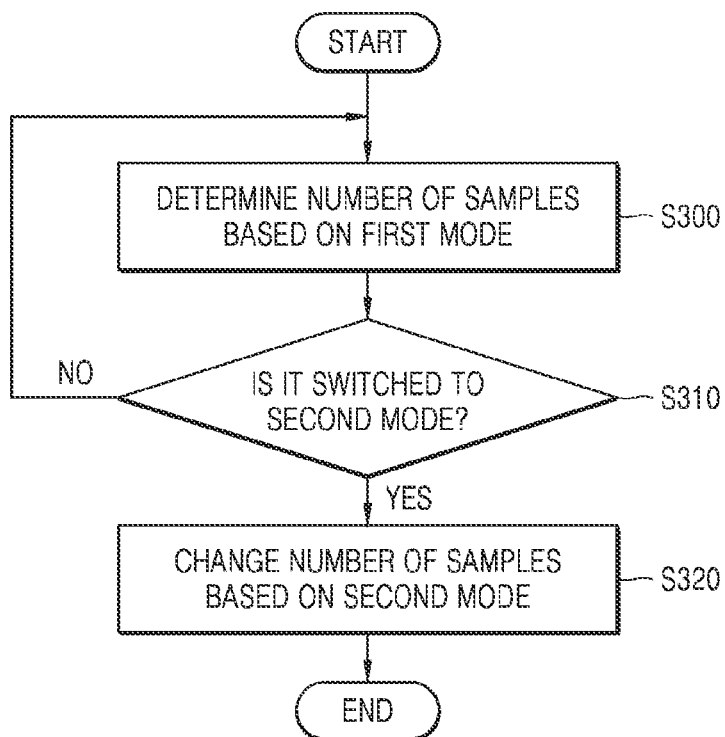 START
DETERMINE NUMBER OF SAMPLES
BASED ON FIRST MODE
S300
NO
IS IT SWITCHED TO
SECOND MODE?
S310
YES
CHANGE NUMBER OF SAMPLES
BASED ON SECOND MODE
S320
END